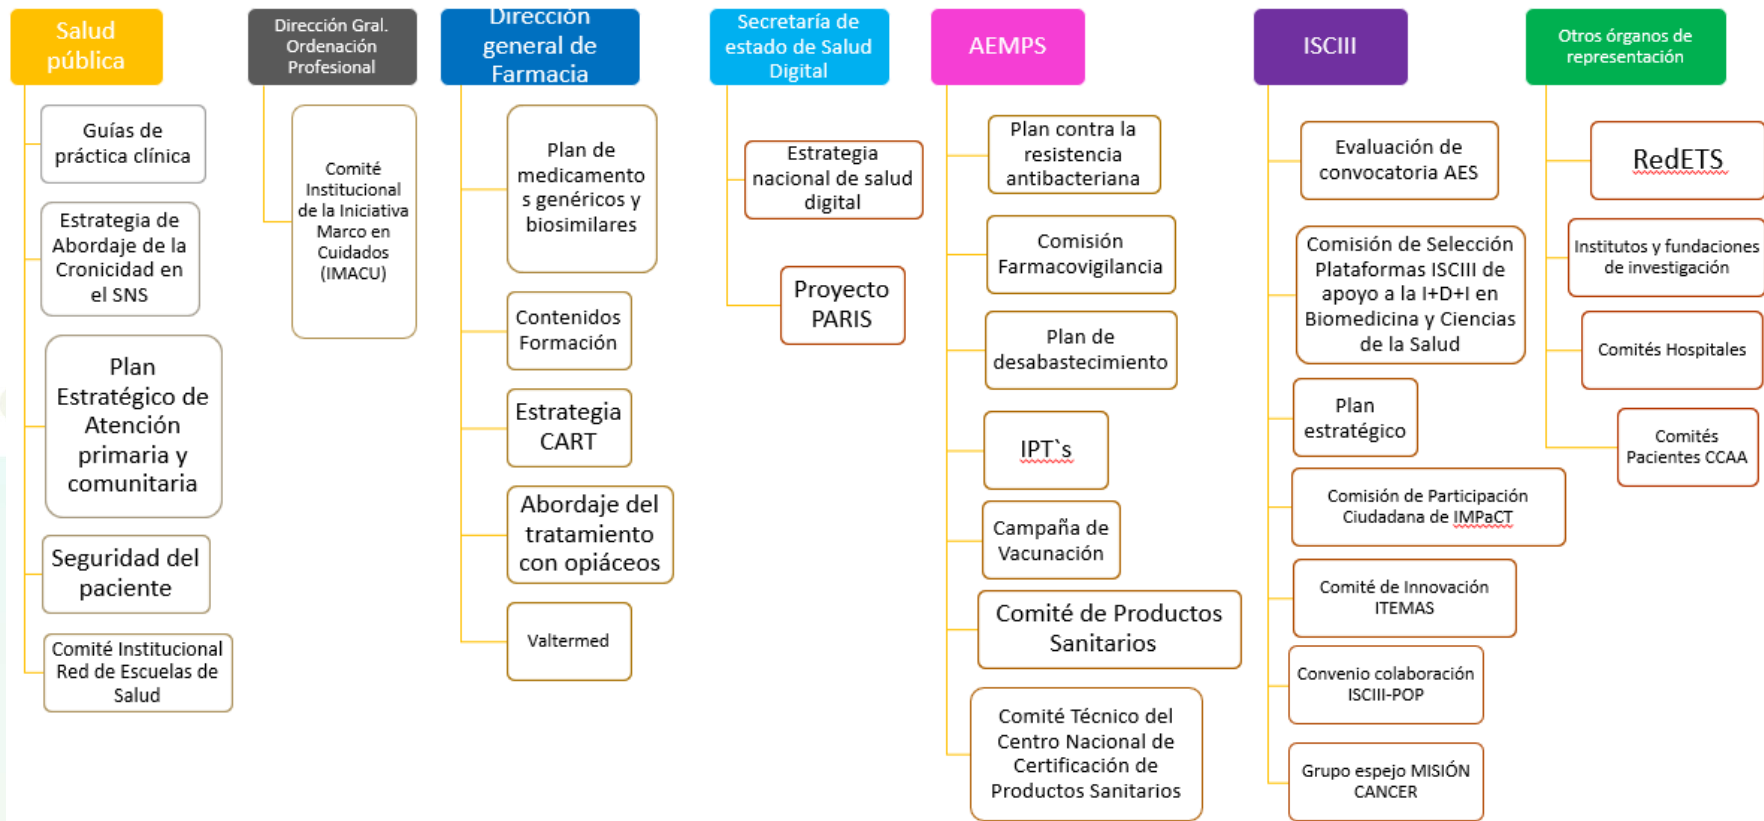 Salud
pública
Guías de
práctica clínica
Estrategia de
Abordaje de la
Cronicidad en
el SNS
Plan
Estratégico de
Atención
primaria y
comunitaria
Seguridad del
paciente
Comité Institucional
Red de Escuelas de
Salud
Dirección Gral.
Ordenación
Profesional
Comité
Institucional
de la Iniciativa
Marco en
Cuidados
(IMACU)
Dirección
general de
Farmacia
Plan de
medicamento
s genéricos y
biosimilares
Contenidos
Formación
Estrategia
CART
Abordaje del
tratamiento
con opiáceos
Valtermed
Secretaría de
estado de Salud
Digital
Estrategia
nacional de salud
digital
Proyecto
PARIS
AEMPS
Plan contra la
resistencia
antibacteriana
Comisión
Farmacovigilancia
Plan de
desabastecimiento
IPT`s
Campaña de
Vacunación
Comité de Productos
Sanitarios
Comité Técnico del
Centro Nacional de
Certificación de
Productos Sanitarios
ISCIII
Evaluación de
convocatoria AES
Comisión de Selección
Plataformas ISCIII de
apoyo a la I+D+I en
Biomedicina y Ciencias
de la Salud
Plan
estratégico
Comisión de Participación
Ciudadana de IMPaCT
Comité de Innovación
ITEMAS
Convenio colaboración
ISCIII-POP
Grupo espejo MISIÓN
CANCER
Otros órganos de
representación
RedETS
Institutos y fundaciones
de investigación
Comités Hospitales
Comités
Pacientes CCAA